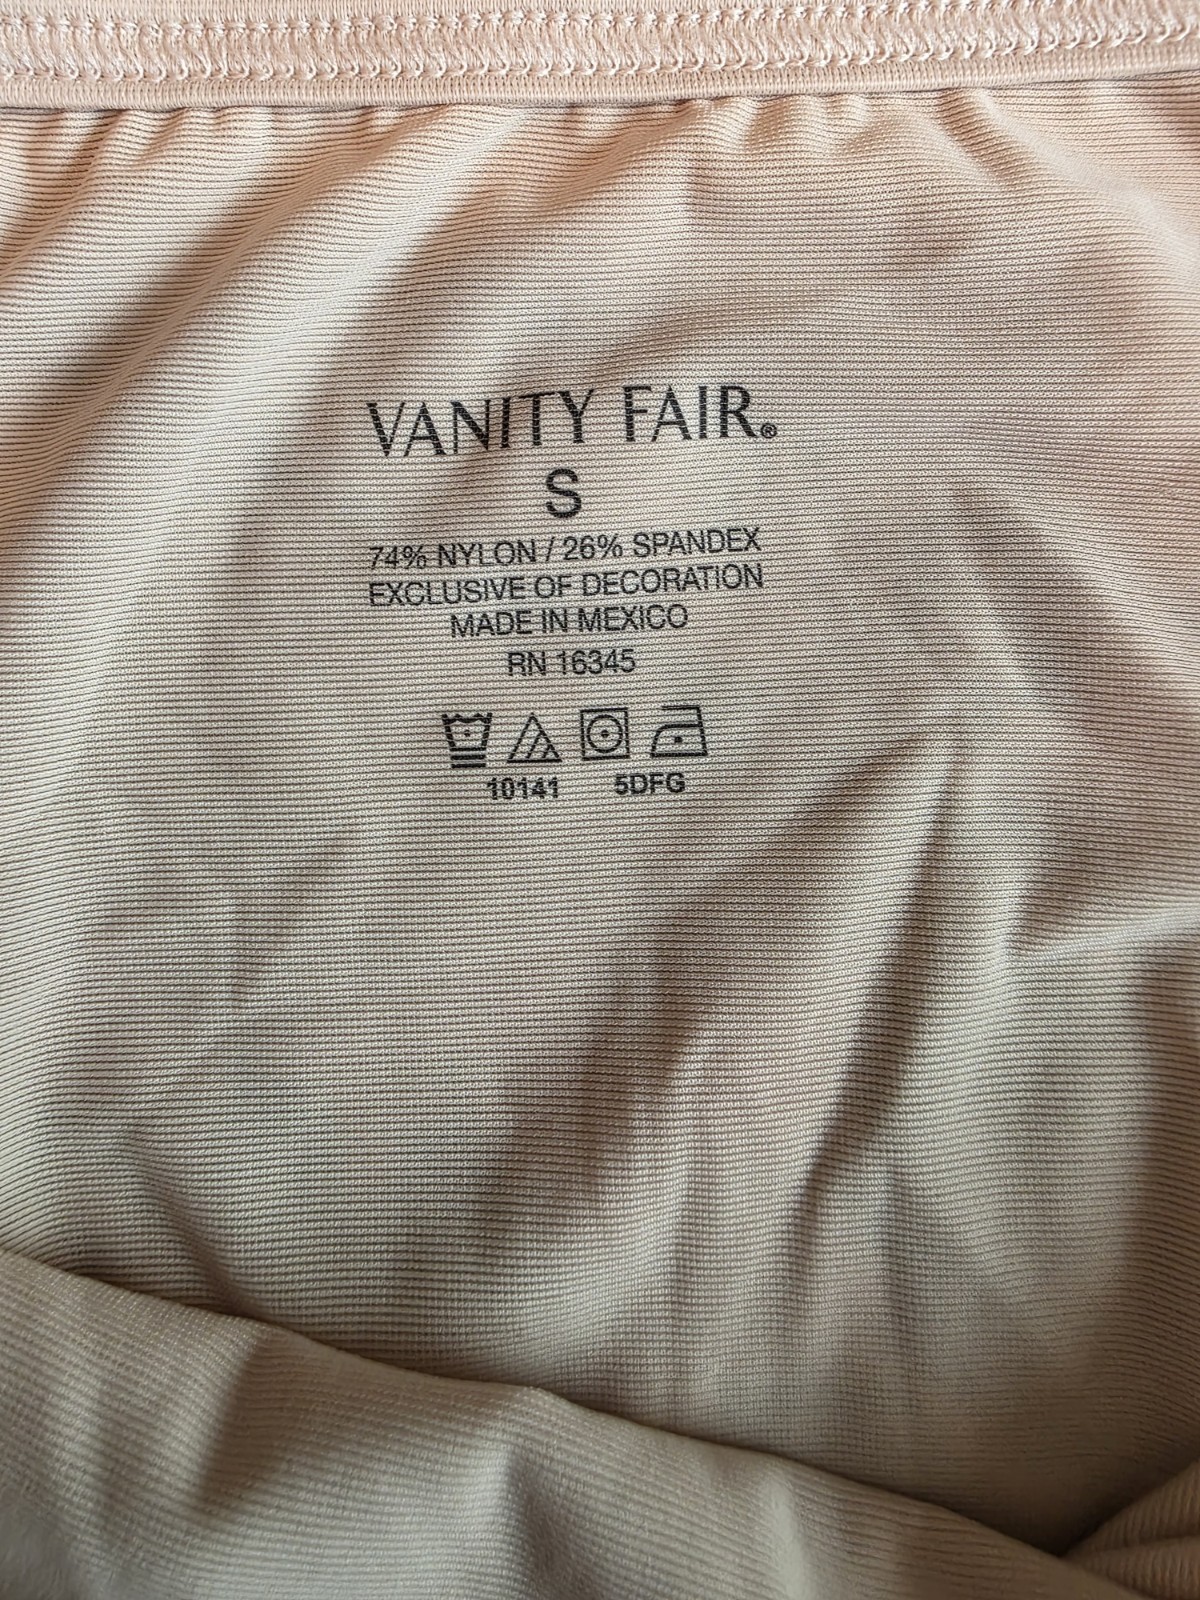 VANITY FAIR®
S
74% NYLON / 26% SPANDEX
EXCLUSIVE OF DECORATION
MADE IN MEXICO
RN 16345
10141 5DFG